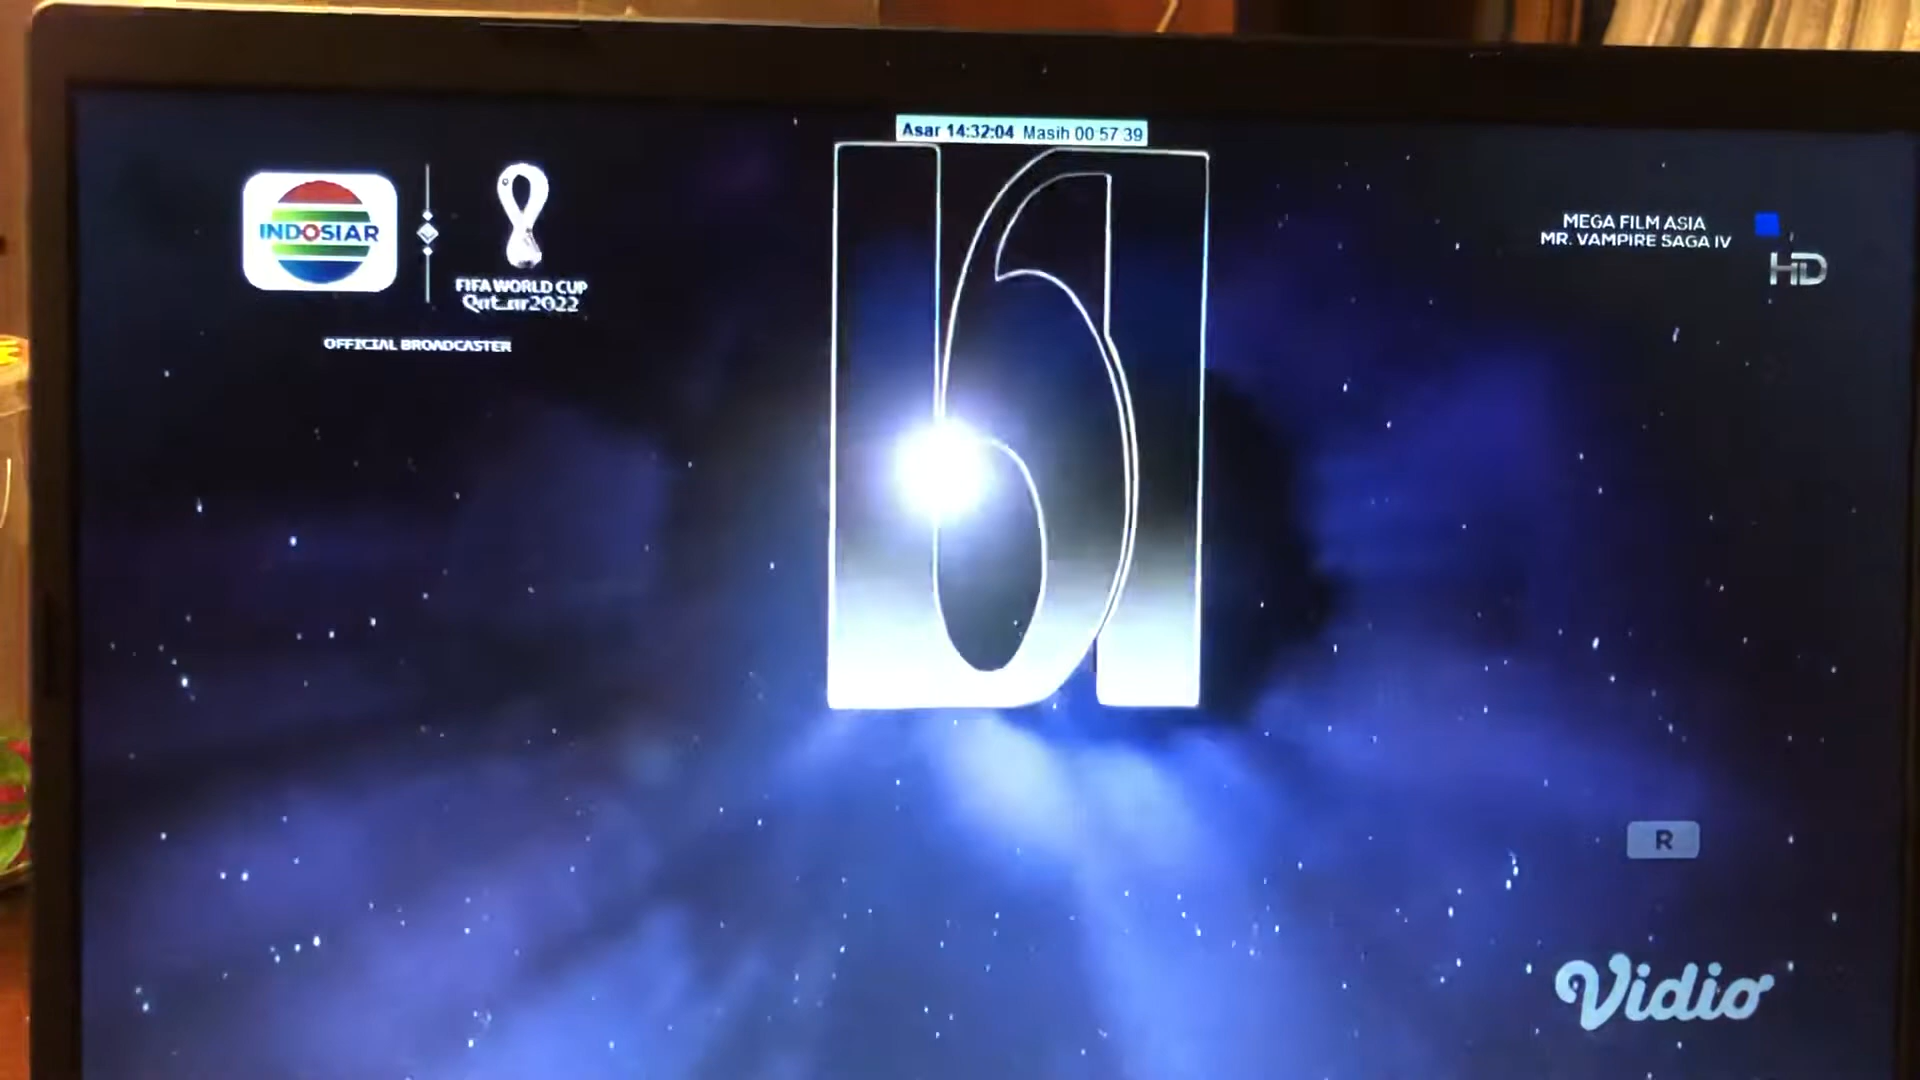 Asar 14:32:04 Masih 00:57:39
INDOSIAR
FIFA WORLD CUP
Qatar2022
OFFICIAL BROADCASTER
MEGA FILM ASIA
MR. VAMPIRE SAGA IV
HD
R
Vidio